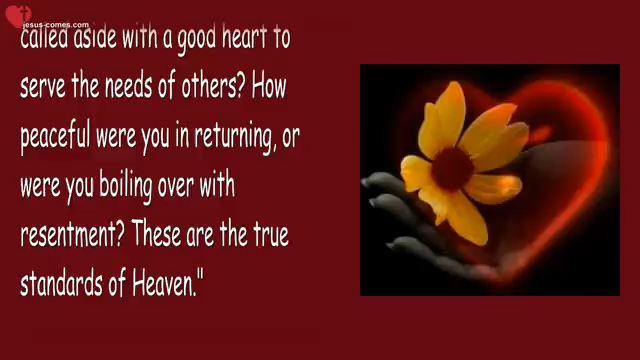 jesus-comes.com
called aside with a good heart to
serve the needs of others? How
peaceful were you in returning, or
were you boiling over with
resentment? These are the true
standards of Heaven."